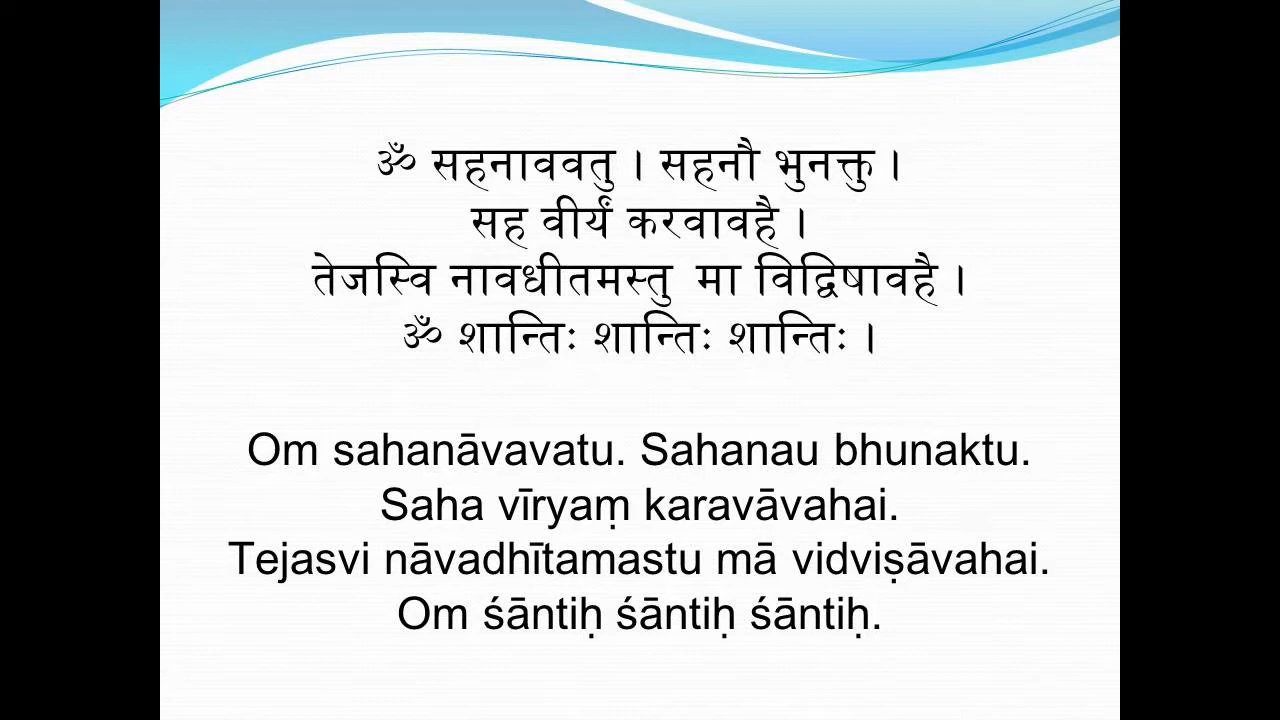 ॐ सहनाववतु । सहनौ भुनक्तु ।
सह वीर्यं करवावहै ।
तेजस्वि नावधीतमस्तु मा विद्विषावहै ।
ॐ शान्तिः शान्तिः शान्तिः ।
Om sahanāvavatu. Sahanau bhunaktu.
Saha vīryaṃ karavāvahai.
Tejasvi nāvadhītamastu mā vidviṣāvahai.
Om śāntiḥ śāntiḥ śāntiḥ.